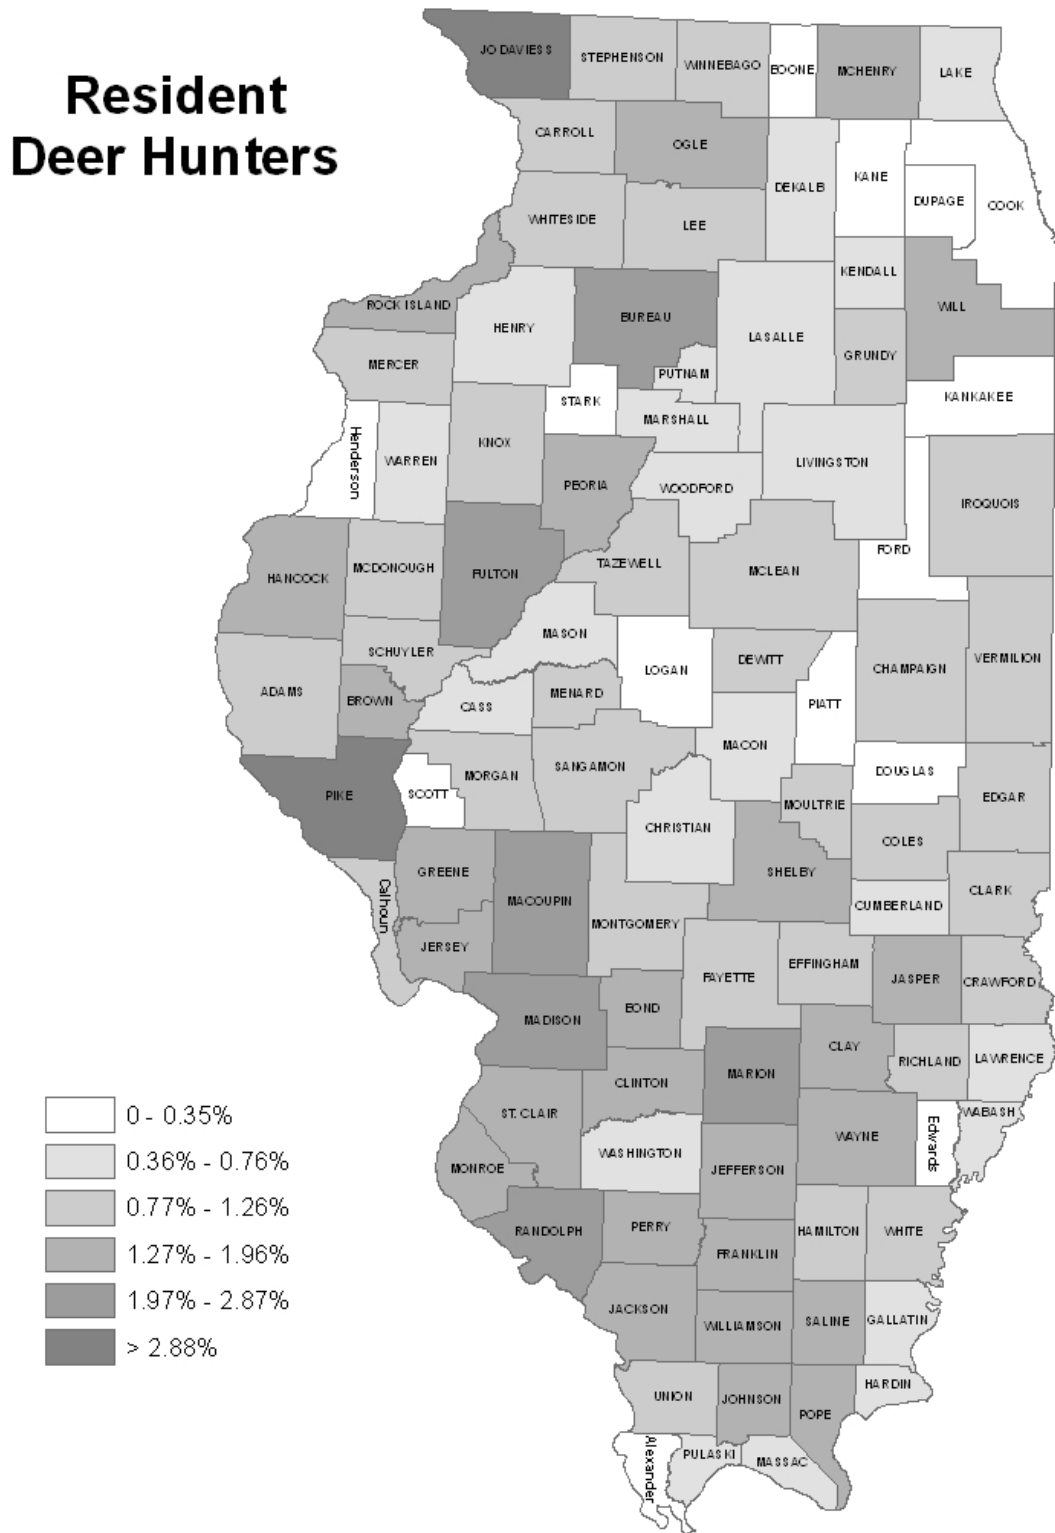 Resident
Deer Hunters
JO DAVIESS
STEPHENSON
WINNEBAGO
BOONE
MCHENRY
LAKE
CARROLL
OGLE
DEKALB
KANE
DUPAGE
COOK
WHITESIDE
LEE
KENDALL
WILL
ROCK ISLAND
HENRY
BUREAU
LASALLE
GRUNDY
MERCER
PUTNAM
STARK
KANKAKEE
MARSHALL
Henderson
WARREN
KNOX
PEORIA
WOODFORD
LIVINGSTON
IROQUOIS
FORD
HANCOCK
MCDONOUGH
FULTON
TAZEWELL
MCLEAN
MASON
SCHUYLER
ADAMS
BROWN
CASS
MENARD
LOGAN
DEWITT
PIATT
CHAMPAIGN
VERMILION
MACON
PIKE
SCOTT
MORGAN
SANGAMON
CHRISTIAN
MOULTRIE
DOUGLAS
EDGAR
COLES
SHELBY
GREENE
MACOUPIN
MONTGOMERY
CUMBERLAND
CLARK
Calhoun
JERSEY
FAYETTE
EFFINGHAM
JASPER
CRAWFORD
MADISON
BOND
CLAY
RICHLAND
LAWRENCE
MARION
CLINTON
ST. CLAIR
WASHINGTON
WAYNE
Edwards
WABASH
MONROE
JEFFERSON
RANDOLPH
PERRY
FRANKLIN
HAMILTON
WHITE
JACKSON
WILLIAMSON
SALINE
GALLATIN
UNION
JOHNSON
POPE
HARDIN
Alexander
PULASKI
MASSAC
0 - 0.35%
0.36% - 0.76%
0.77% - 1.26%
1.27% - 1.96%
1.97% - 2.87%
> 2.88%